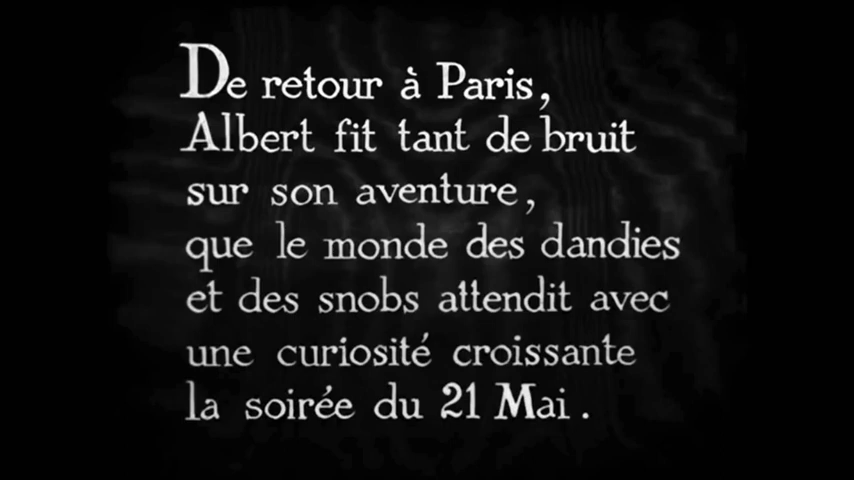 De retour à Paris,
Albert fit tant de bruit
sur son aventure,
que le monde des dandies
et des snobs attendit avec
une curiosité croissante
la soirée du 21 Mai.